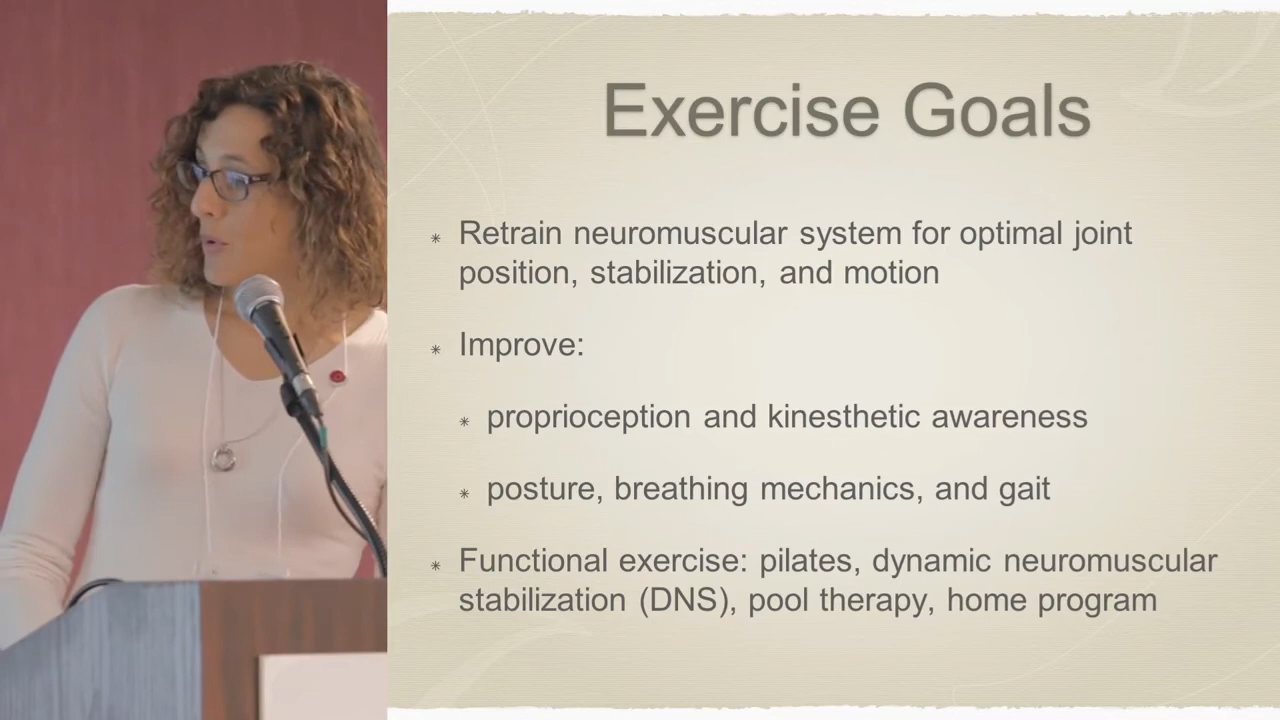 Exercise Goals
* Retrain neuromuscular system for optimal joint
position, stabilization, and motion
* Improve:
* proprioception and kinesthetic awareness
* posture, breathing mechanics, and gait
* Functional exercise: pilates, dynamic neuromuscular
stabilization (DNS), pool therapy, home program